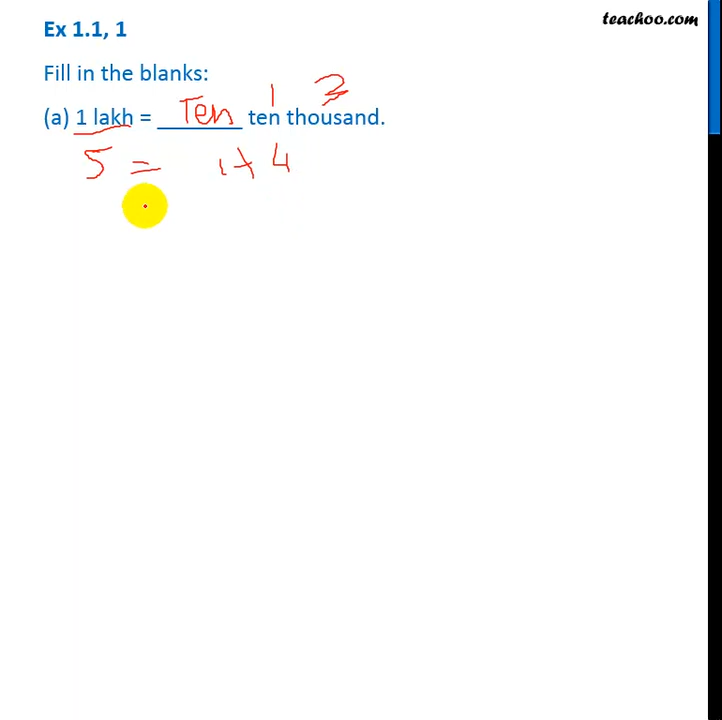 teachoo.com
Ex 1.1, 1
Fill in the blanks:
1 3
(a) 1 lakh = Ten ten thousand.
5 = 1+4